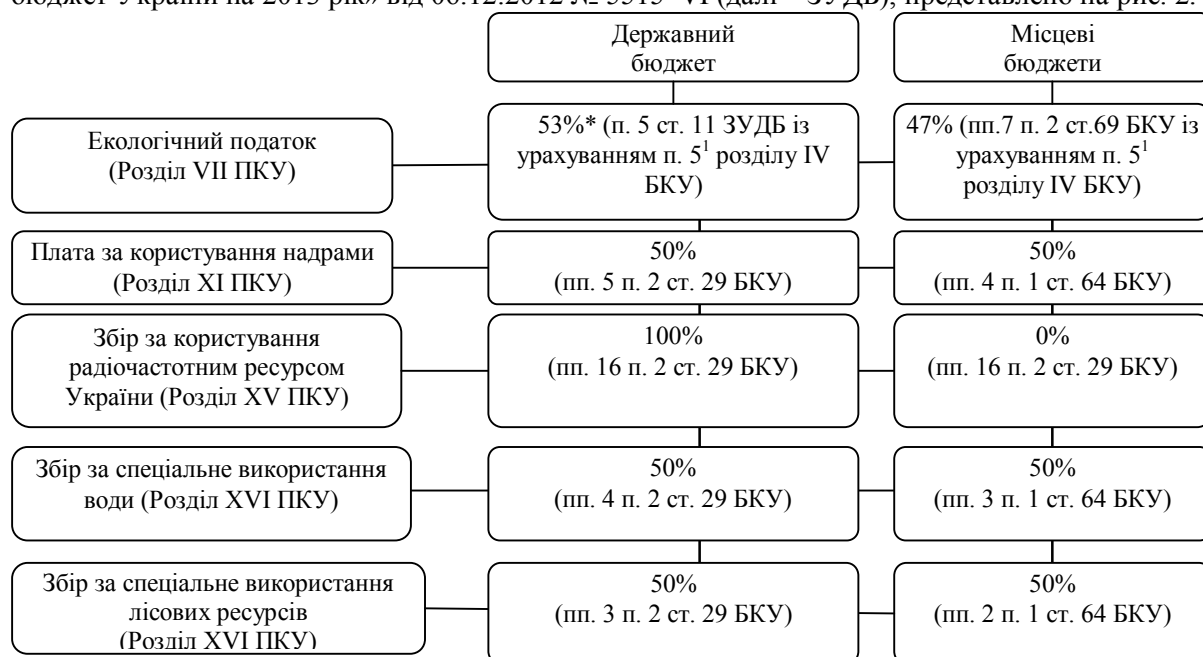 бюджет України на 2013 рік» від 06.12.2012 № 5515–VI (далі – ЗУДБ), представлено на рис. 2.
Державний
бюджет
Місцеві
бюджети
Екологічний податок
(Розділ VII ПКУ)
53%* (п. 5 ст. 11 ЗУДБ із
урахуванням п. 5¹ розділу IV
БКУ)
47% (пп.7 п. 2 ст.69 БКУ із
урахуванням п. 5¹
розділу IV БКУ)
Плата за користування надрами
(Розділ XI ПКУ)
50%
(пп. 5 п. 2 ст. 29 БКУ)
50%
(пп. 4 п. 1 ст. 64 БКУ)
Збір за користування
радіочастотним ресурсом
України (Розділ XV ПКУ)
100%
(пп. 16 п. 2 ст. 29 БКУ)
0%
(пп. 16 п. 2 ст. 29 БКУ)
Збір за спеціальне використання
води (Розділ XVI ПКУ)
50%
(пп. 4 п. 2 ст. 29 БКУ)
50%
(пп. 3 п. 1 ст. 64 БКУ)
Збір за спеціальне використання
лісових ресурсів
(Розділ XVI ПКУ)
50%
(пп. 3 п. 2 ст. 29 БКУ)
50%
(пп. 2 п. 1 ст. 64 БКУ)